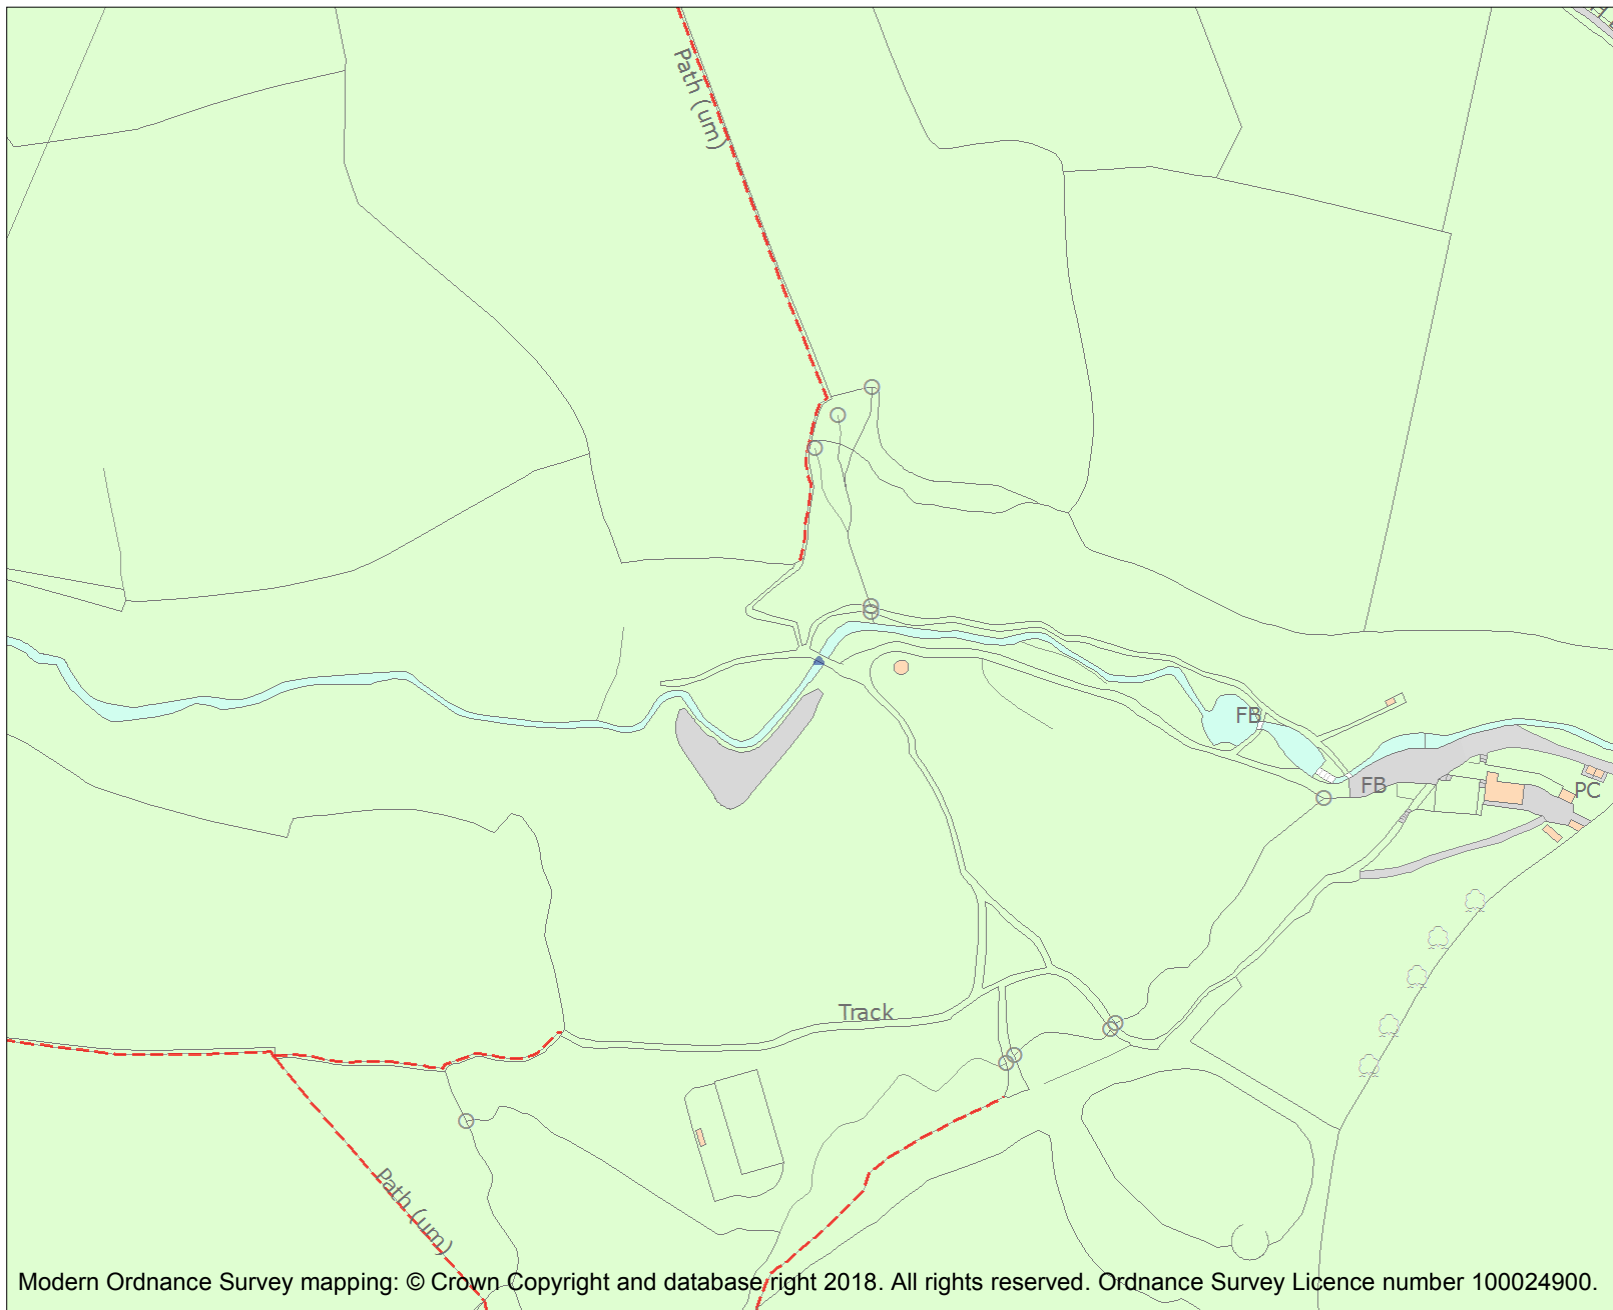 Path (um)
FB
FB
PC
Track
Path (um)
Modern Ordnance Survey mapping: © Crown Copyright and database right 2018. All rights reserved. Ordnance Survey Licence number 100024900.